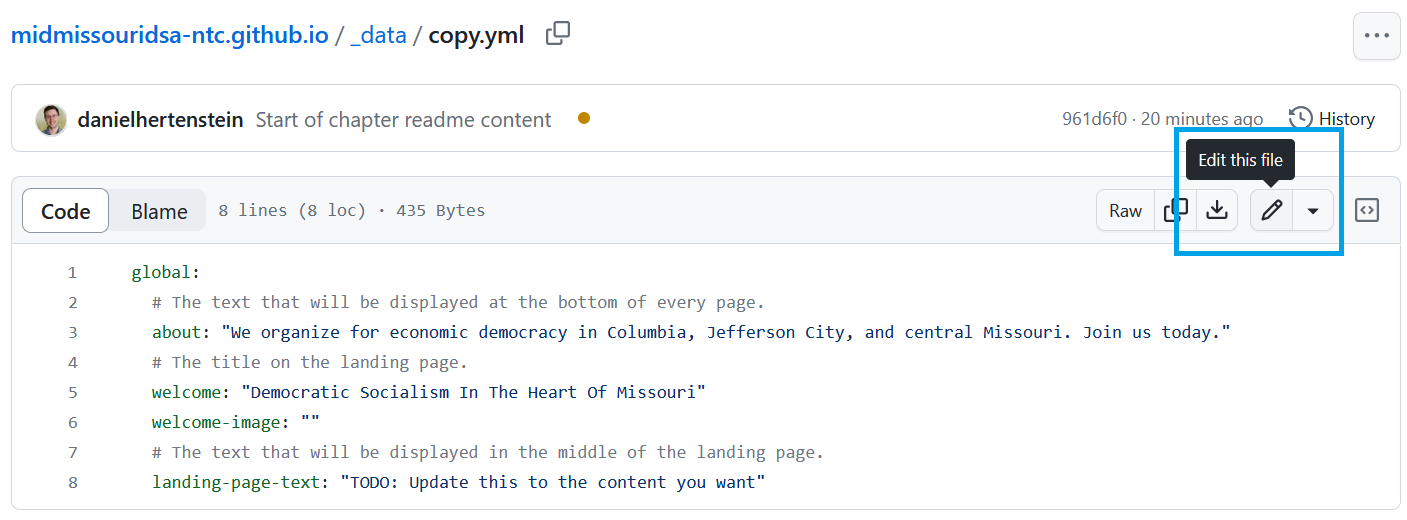 midmissouridsa-ntc.github.io / _data / copy.yml
danielhertenstein Start of chapter readme content 961d6f0 · 20 minutes ago History
Edit this file
Code Blame 8 lines (8 loc) · 435 Bytes Raw
1 global:
2 # The text that will be displayed at the bottom of every page.
3 about: "We organize for economic democracy in Columbia, Jefferson City, and central Missouri. Join us today."
4 # The title on the landing page.
5 welcome: "Democratic Socialism In The Heart Of Missouri"
6 welcome-image: ""
7 # The text that will be displayed in the middle of the landing page.
8 landing-page-text: "TODO: Update this to the content you want"